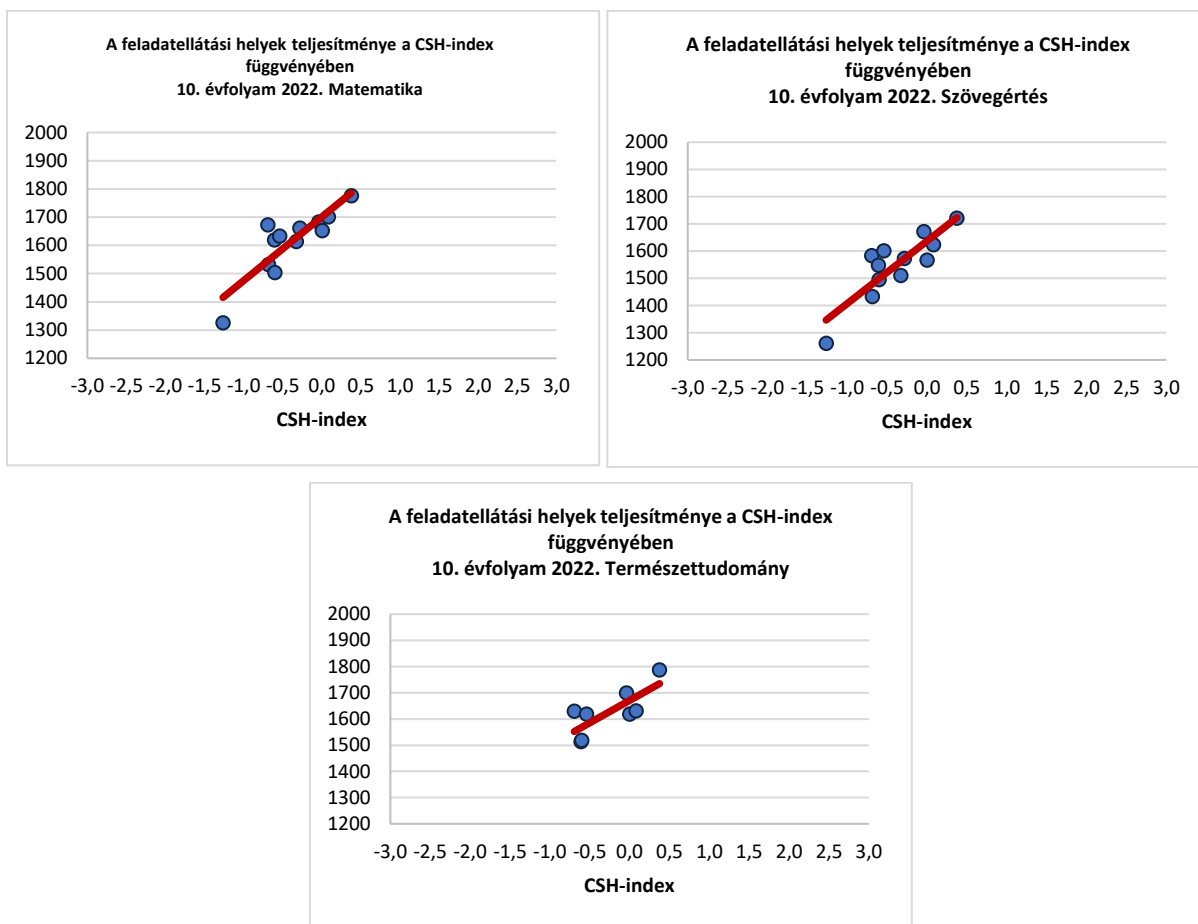 A feladatellátási helyek teljesítménye a CSH-index
függvényében
10. évfolyam 2022. Matematika
2000
1900
1800
1700
1600
1500
1400
1300
1200
-3,0 -2,5 -2,0 -1,5 -1,0 -0,5 0,0 0,5 1,0 1,5 2,0 2,5 3,0
CSH-index
A feladatellátási helyek teljesítménye a CSH-index
függvényében
10. évfolyam 2022. Szövegértés
2000
1900
1800
1700
1600
1500
1400
1300
1200
-3,0 -2,5 -2,0 -1,5 -1,0 -0,5 0,0 0,5 1,0 1,5 2,0 2,5 3,0
CSH-index
A feladatellátási helyek teljesítménye a CSH-index
függvényében
10. évfolyam 2022. Természettudomány
2000
1900
1800
1700
1600
1500
1400
1300
1200
-3,0 -2,5 -2,0 -1,5 -1,0 -0,5 0,0 0,5 1,0 1,5 2,0 2,5 3,0
CSH-index